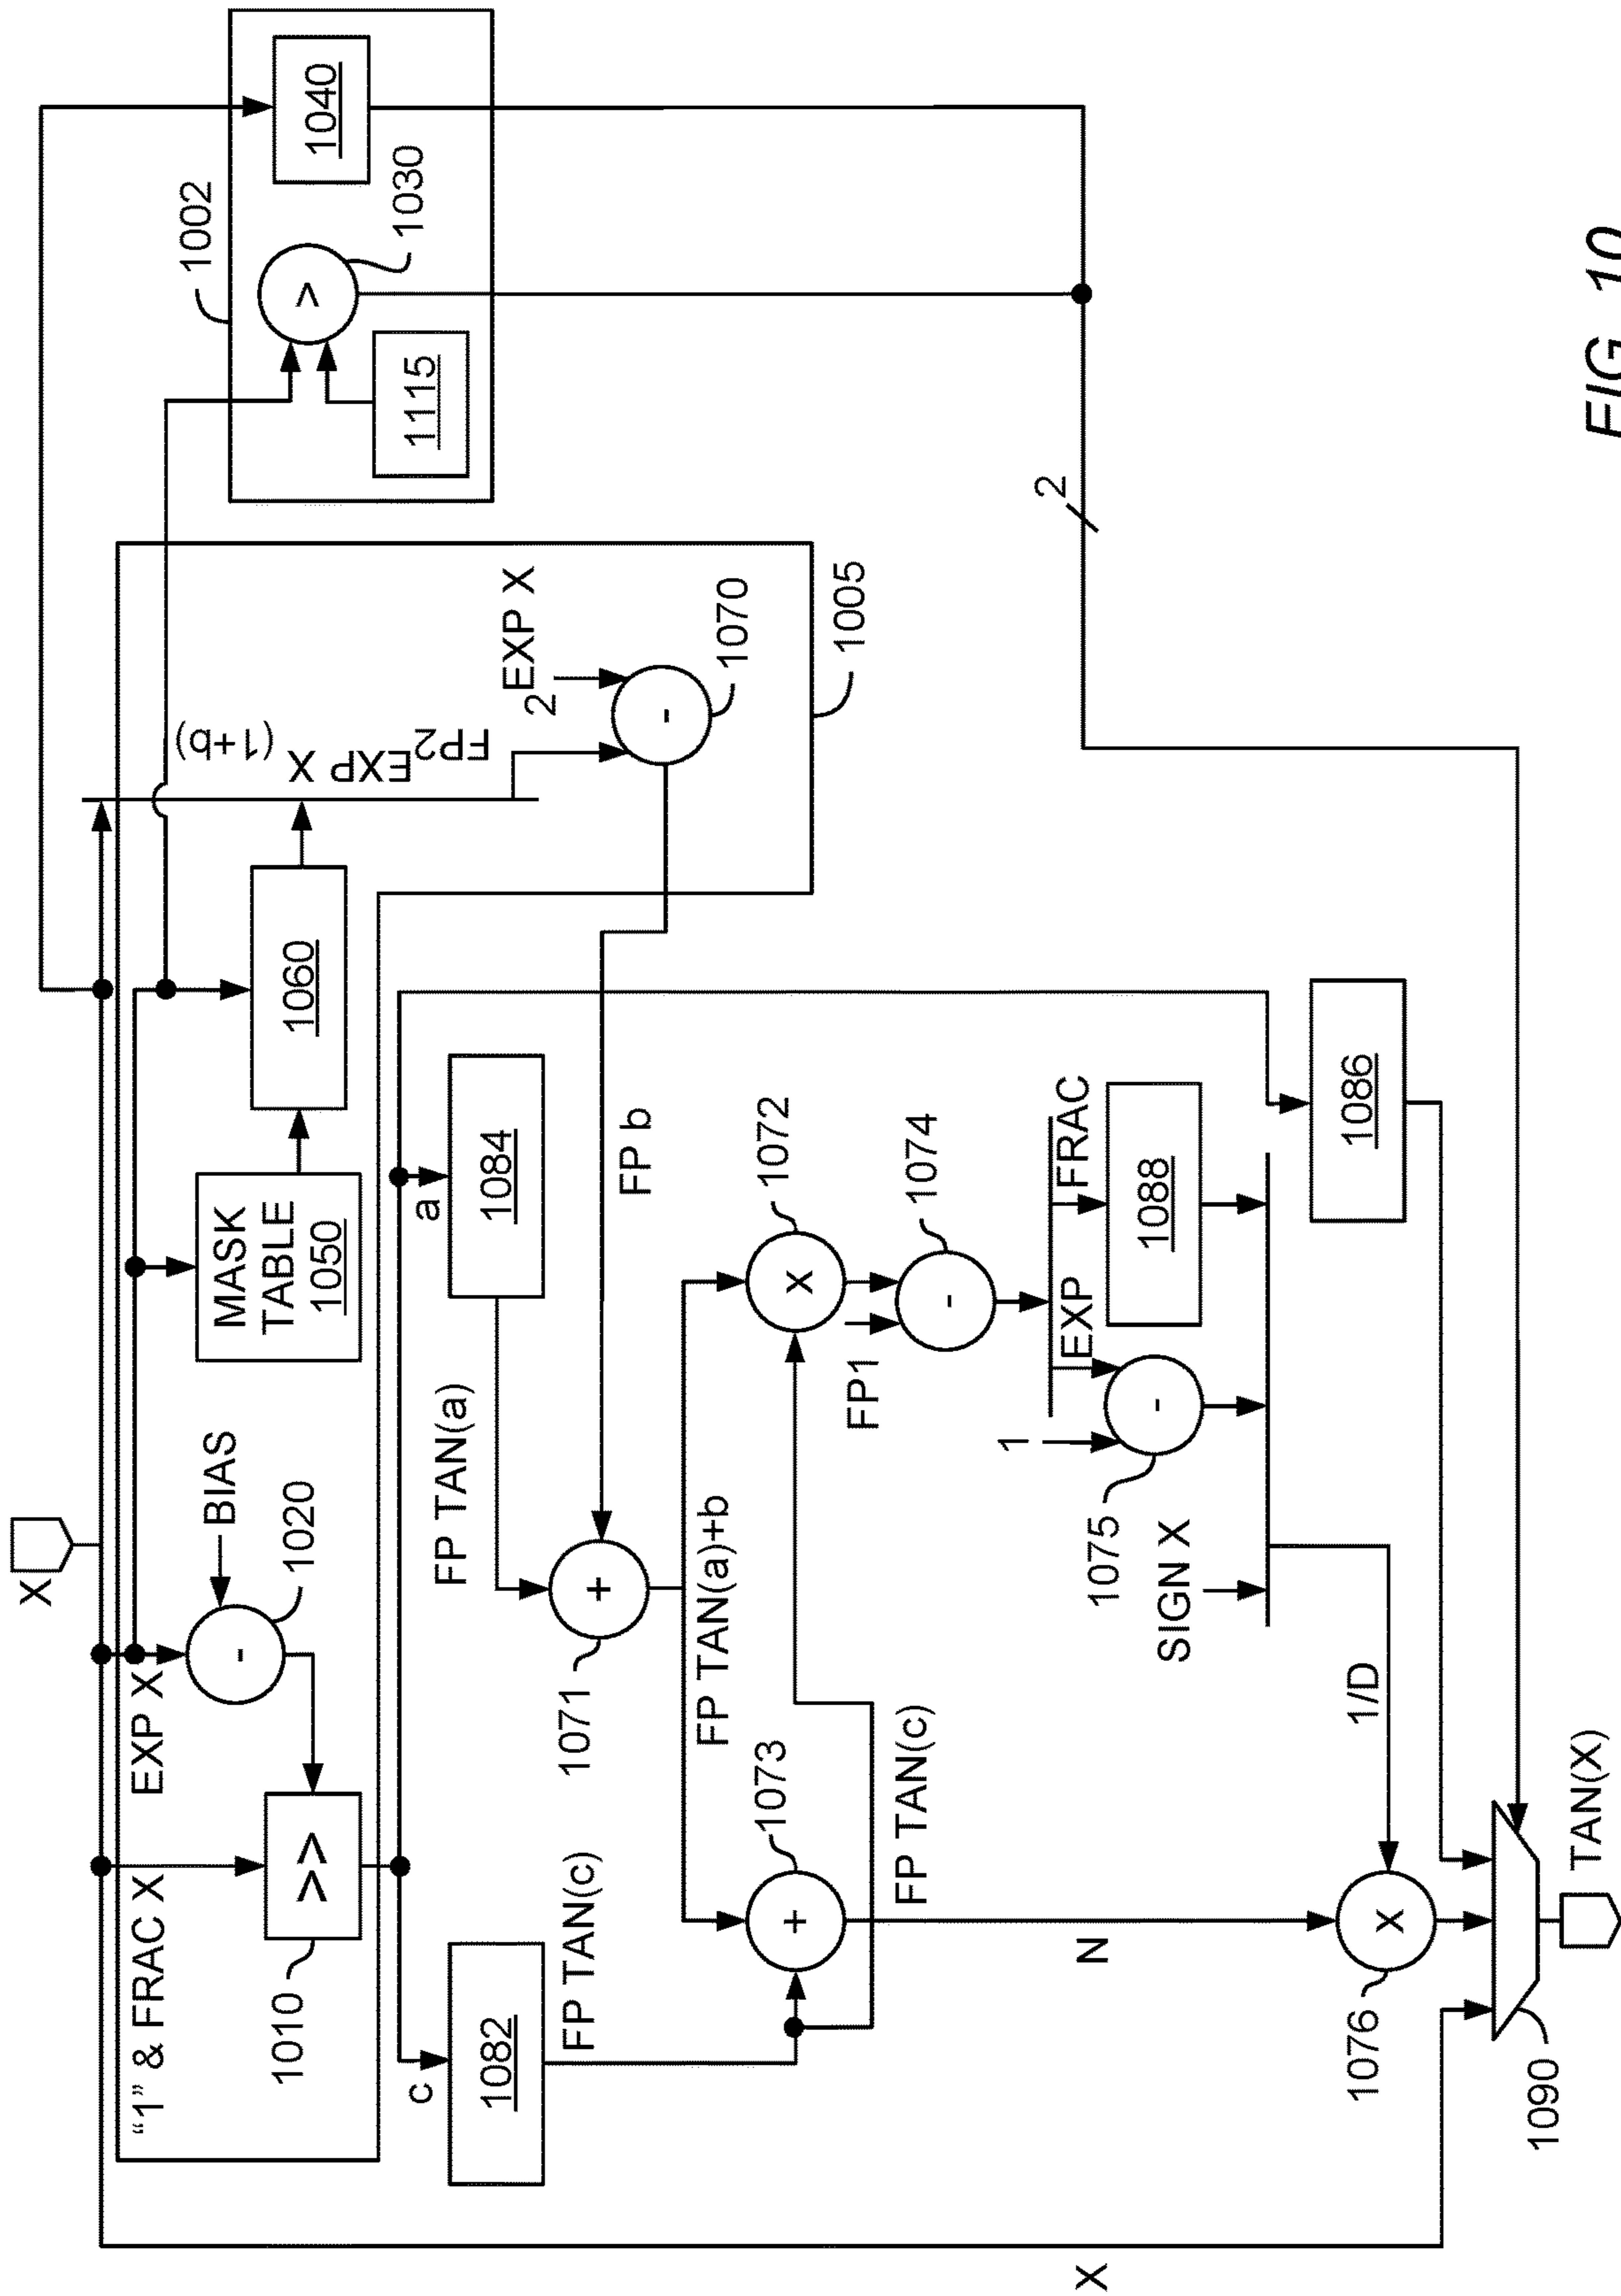 X
"1" & FRAC X
EXP X
BIAS
1020
-
>>
1010
MASK
TABLE
1050
1060
FP2 EXP X (1+b)
2 EXP X
-
1070
1005
1002
1040
>
1030
1115
2
c
1082
a
1084
FP TAN(c)
FP TAN(a)
FP b
+
1071
FP TAN(a)+b
+
1073
x
1072
FP TAN(c)
FP1
-
1074
EXP
FRAC
1
-
1075
1088
SIGN X
1086
N
1/D
X
x
1076
1090
TAN(X)
FIG. 10